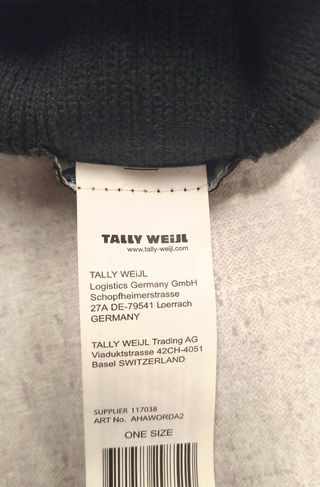 TALLY WEiJL
www.tally-weijl.com
TALLY WEiJL
Logistics Germany GmbH
Schopfheimerstrasse
27A DE-79541 Loerrach
GERMANY
TALLY WEiJL Trading AG
Viaduktstrasse 42CH-4051
Basel SWITZERLAND
SUPPLIER 117038
ART No. AHAWORDA2
ONE SIZE